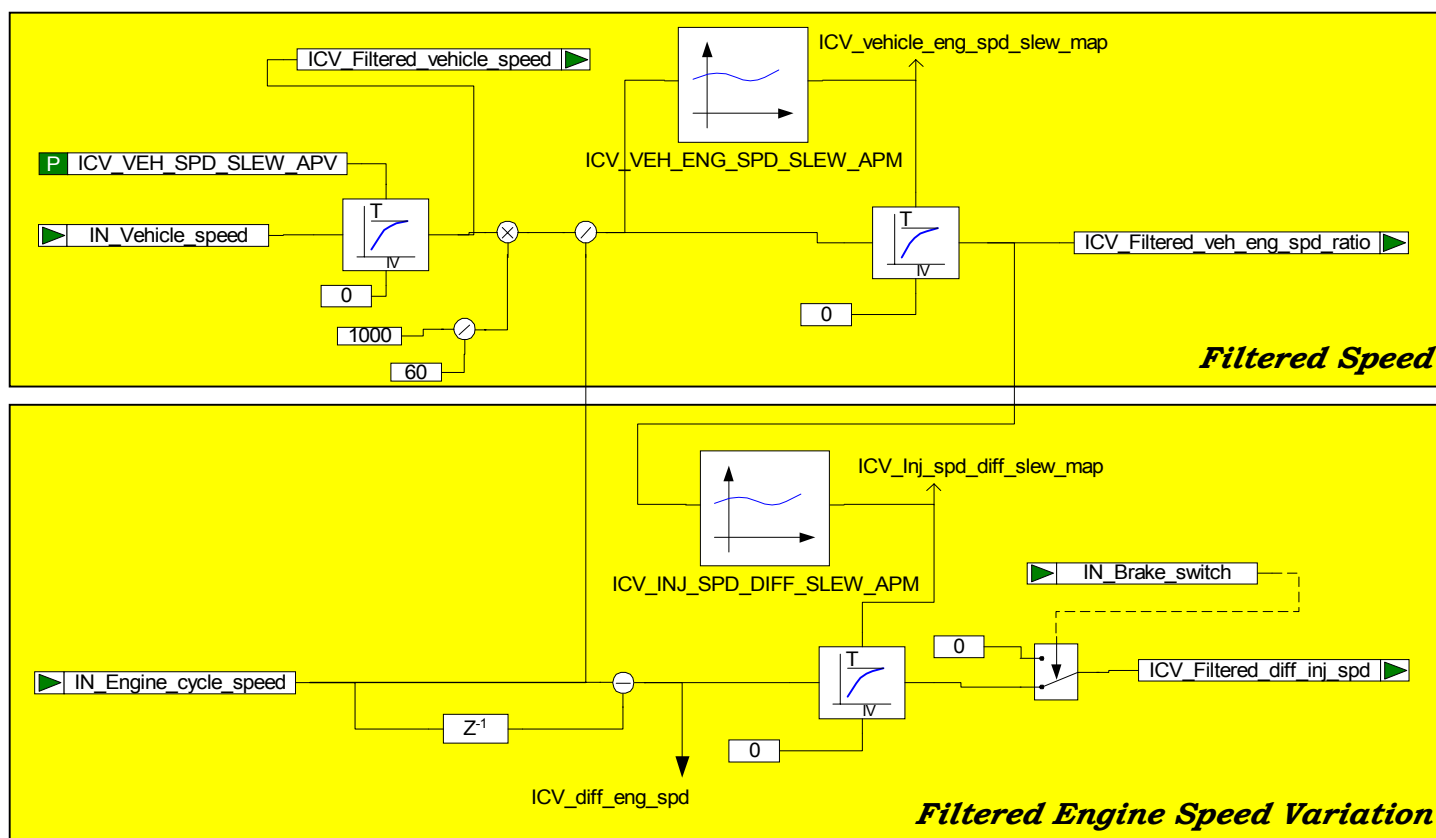 ICV_vehicle_eng_spd_slew_map
ICV_Filtered_vehicle_speed
P ICV_VEH_SPD_SLEW_APV
ICV_VEH_ENG_SPD_SLEW_APM
IN_Vehicle_speed
T
IV
T
IV
ICV_Filtered_veh_eng_spd_ratio
0
0
1000
60
Filtered Speed
ICV_Inj_spd_diff_slew_map
ICV_INJ_SPD_DIFF_SLEW_APM
IN_Brake_switch
0
T
IV
ICV_Filtered_diff_inj_spd
IN_Engine_cycle_speed
Z-1
0
ICV_diff_eng_spd
Filtered Engine Speed Variation